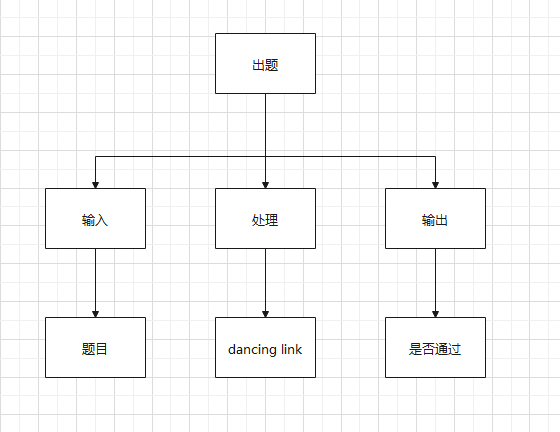 出题
输入
处理
输出
题目
dancing link
是否通过